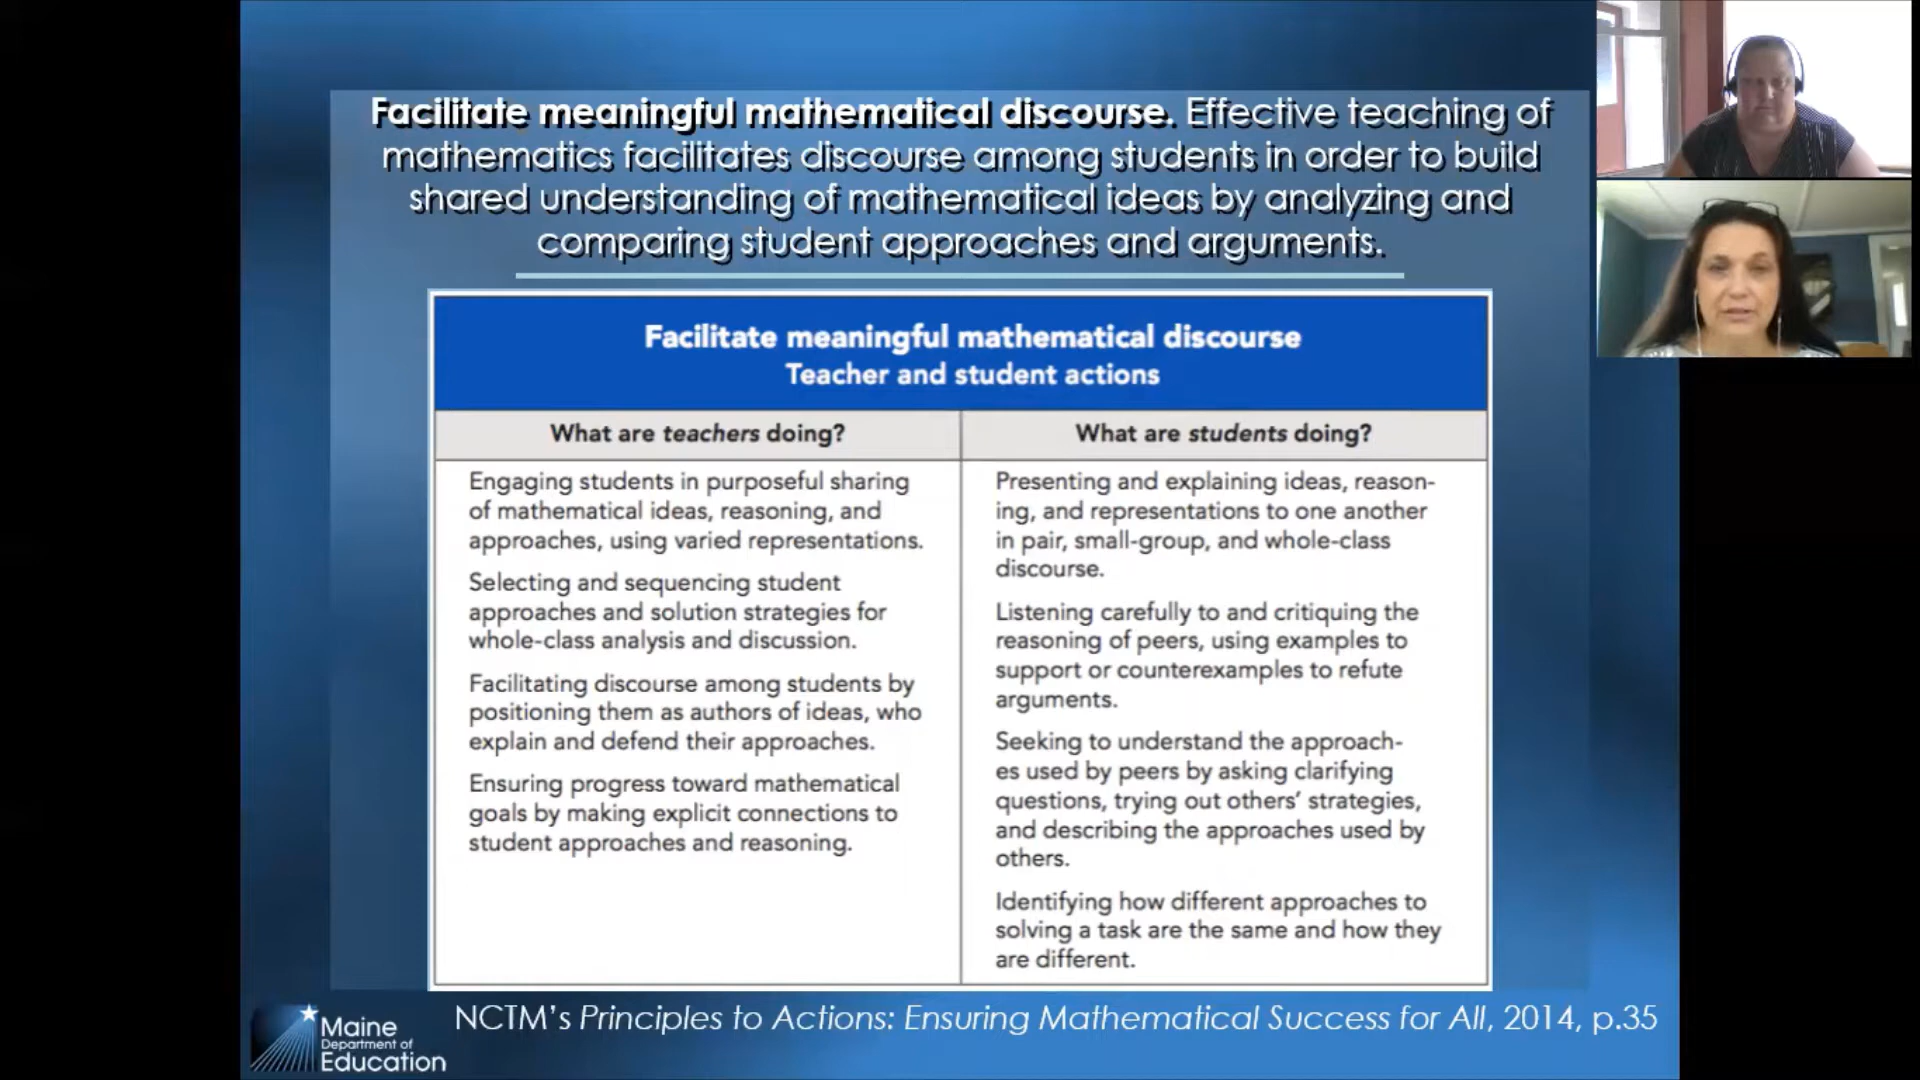 Facilitate meaningful mathematical discourse. Effective teaching of
mathematics facilitates discourse among students in order to build
shared understanding of mathematical ideas by analyzing and
comparing student approaches and arguments.
Facilitate meaningful mathematical discourse
Teacher and student actions
What are teachers doing?
Engaging students in purposeful sharing
of mathematical ideas, reasoning, and
approaches, using varied representations.
Selecting and sequencing student
approaches and solution strategies for
whole-class analysis and discussion.
Facilitating discourse among students by
positioning them as authors of ideas, who
explain and defend their approaches.
Ensuring progress toward mathematical
goals by making explicit connections to
student approaches and reasoning.
What are students doing?
Presenting and explaining ideas, reason-
ing, and representations to one another
in pair, small-group, and whole-class
discourse.
Listening carefully to and critiquing the
reasoning of peers, using examples to
support or counterexamples to refute
arguments.
Seeking to understand the approach-
es used by peers by asking clarifying
questions, trying out others’ strategies,
and describing the approaches used by
others.
Identifying how different approaches to
solving a task are the same and how they
are different.
Maine
Department of
Education
NCTM’s Principles to Actions: Ensuring Mathematical Success for All, 2014, p.35